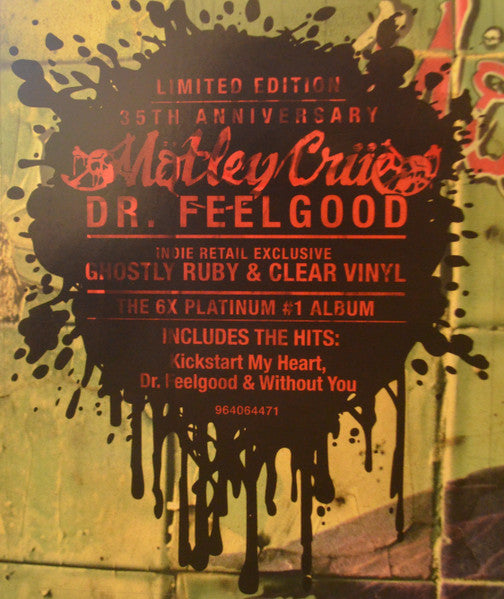 LIMITED EDITION
35TH ANNIVERSARY
Mötley Crüe
DR. FEELGOOD
INDIE RETAIL EXCLUSIVE
GHOSTLY RUBY & CLEAR VINYL
THE 6X PLATINUM #1 ALBUM
INCLUDES THE HITS:
Kickstart My Heart,
Dr. Feelgood & Without You
964064471